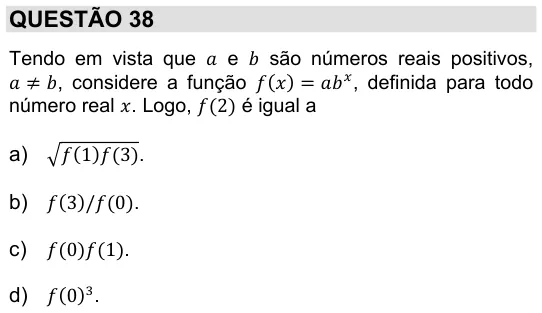 QUESTÃO 38
Tendo em vista que a e b são números reais positivos,
a ≠ b, considere a função f(x) = abˣ, definida para todo
número real x. Logo, f(2) é igual a
a) √f(1)f(3).
b) f(3)/f(0).
c) f(0)f(1).
d) f(0)³.